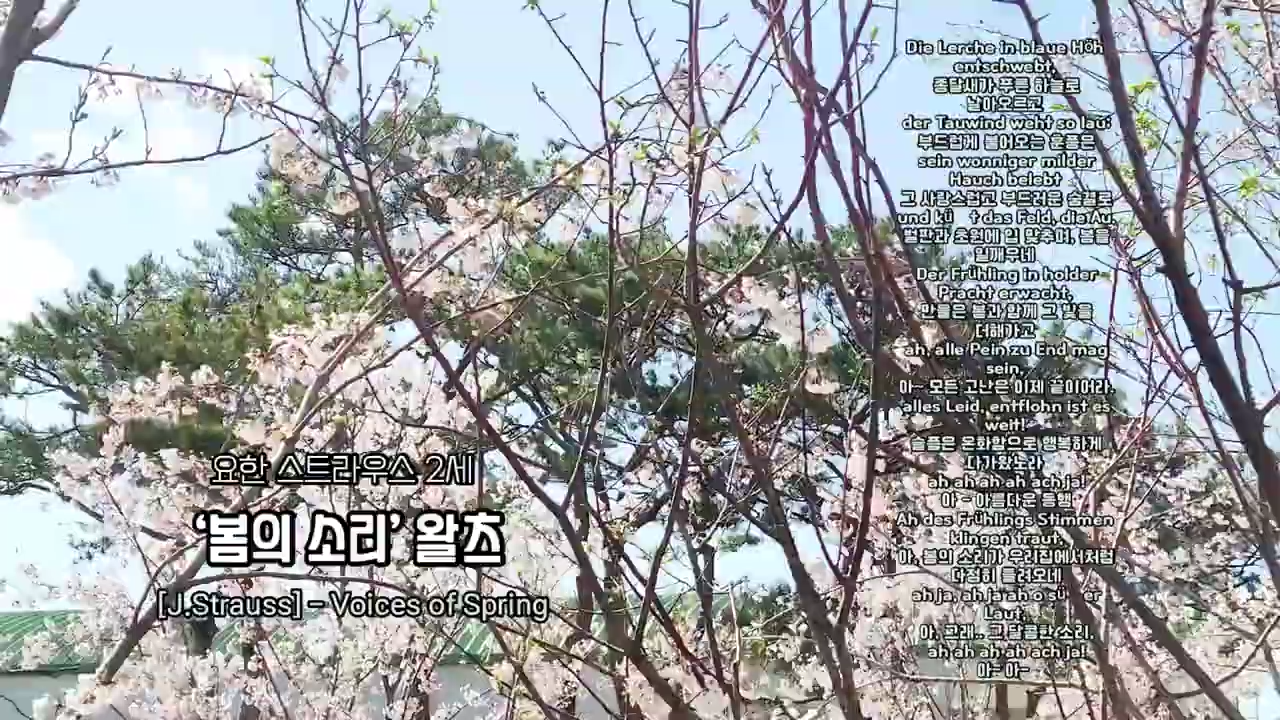 요한 스트라우스 2세
‘봄의 소리’ 왈츠
[J.Strauss] - Voices of Spring
Die Lerche in blaue Höh
entschwebt,
종달새가 푸른 하늘로
날아오르고
der Tauwind weht so lau;
부드럽게 불어오는 훈풍은
sein wonniger milder
Hauch belebt
그 사랑스럽고 부드러운 숨결로
und kü t das Feld, die Au.
벌판과 초원에 입 맞추며, 봄을
일깨우네
Der Frühling in holder
Pracht erwacht,
만물은 봄과 함께 그 빛을
더해가고
ah, alle Pein zu End mag
sein,
아~ 모든 고난은 이제 끝이어라.
alles Leid, entflohn ist es
weit!
슬픔은 온화함으로 행복하게
다가왔노라
ah ah ah ah ach ja!
아 ~ 아름다운 동행
Ah des Frühlings Stimmen
klingen traut,
아, 봄의 소리가 우리집에서처럼
다정히 들려오네
ah ja, ah ja ah o sü er
Laut
아, 그래.. 그 달콤한 소리.
ah ah ah ah ach ja!
아~ 아~